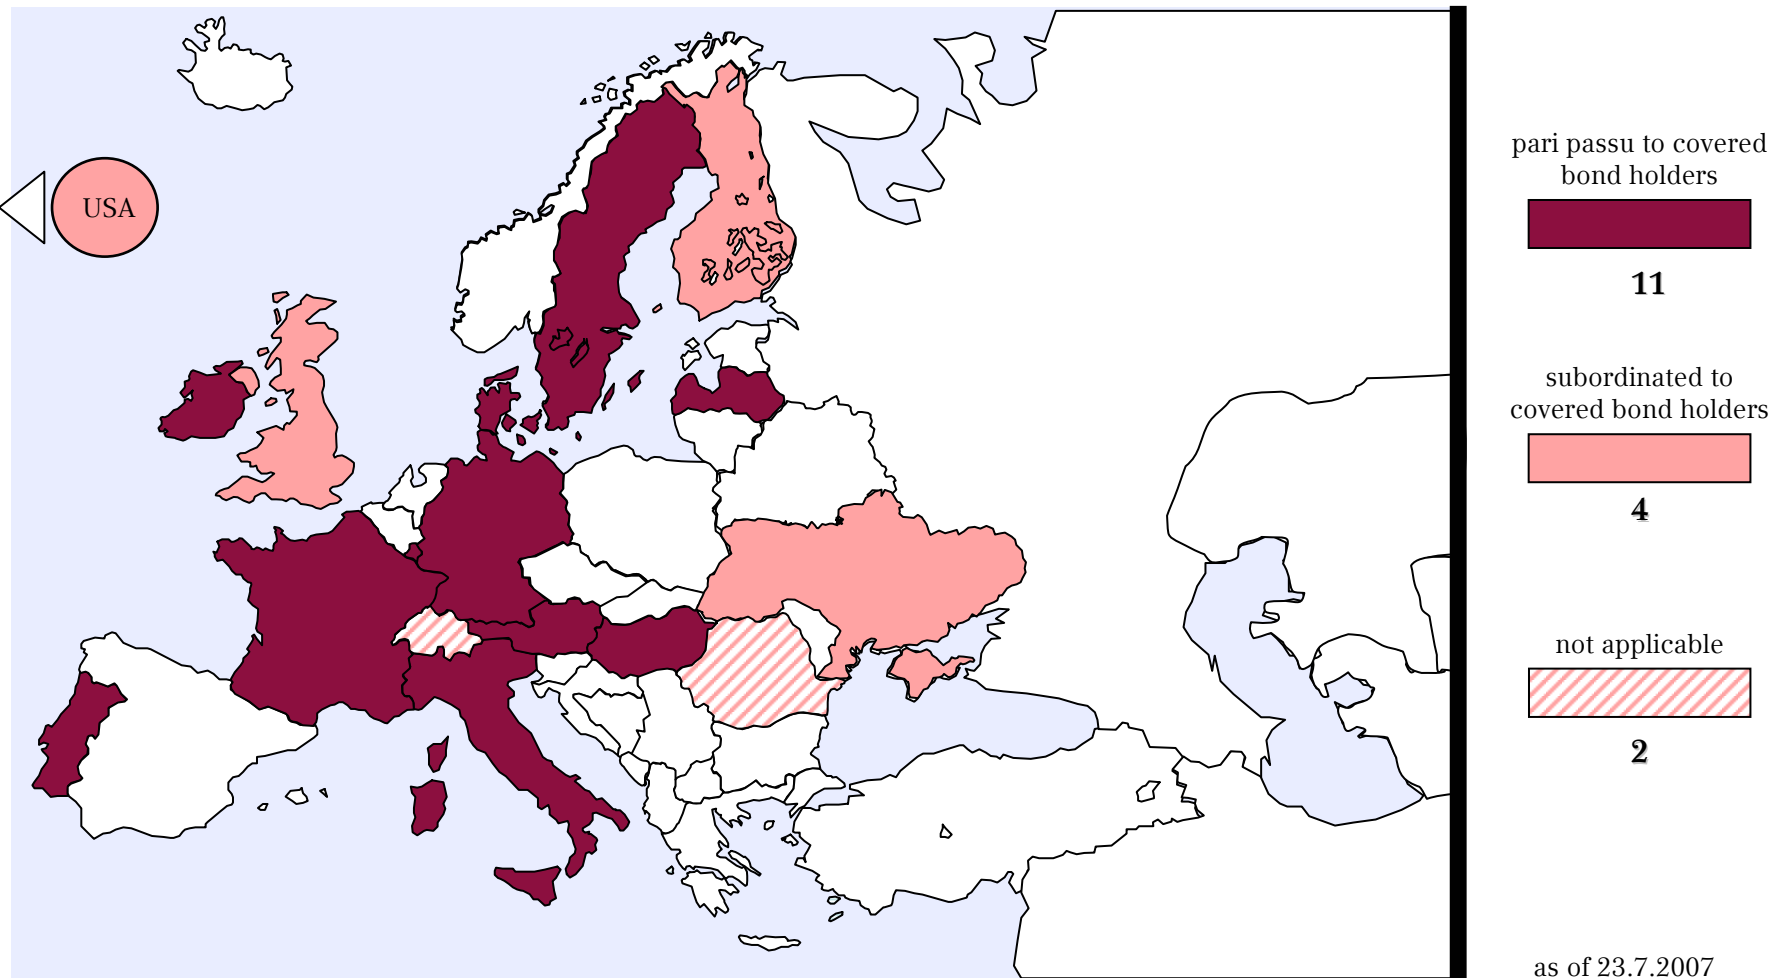 USA
pari passu to covered
bond holders
11
subordinated to
covered bond holders
4
not applicable
2
as of 23.7.2007